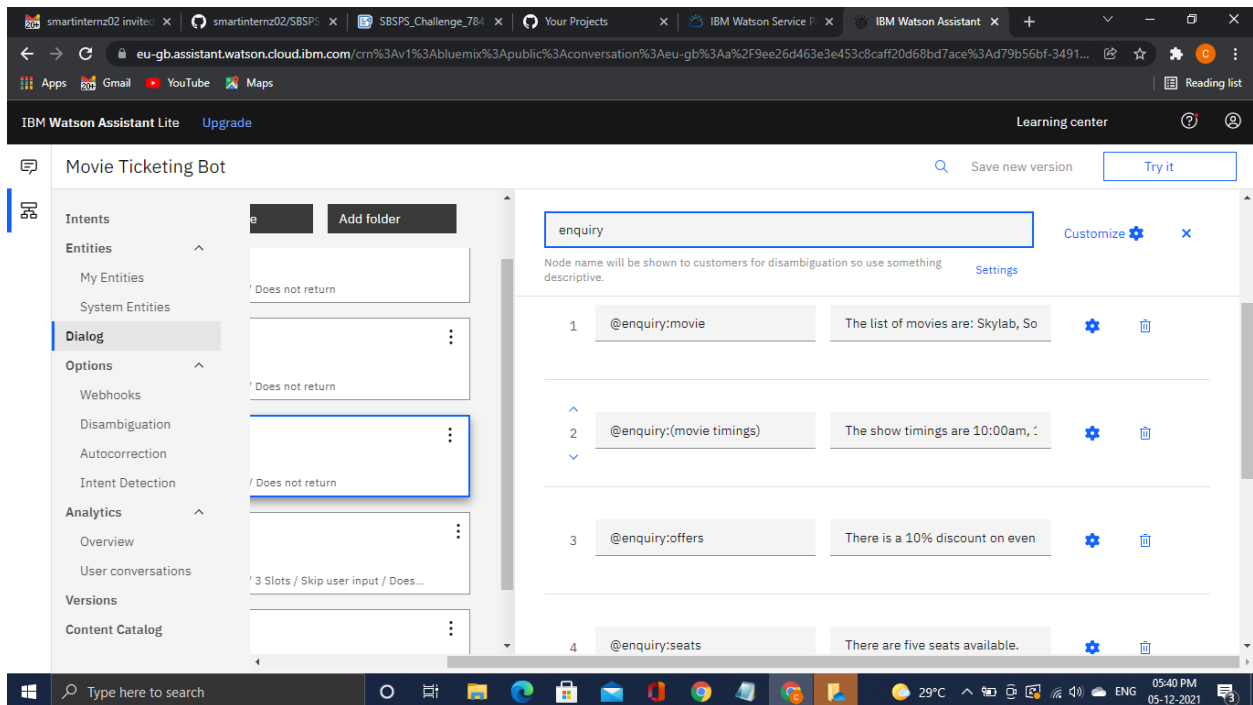 smartinternz02 invited
smartinternz02/SBSPS
SBSPS_Challenge_784
Your Projects
IBM Watson Service P
IBM Watson Assistant
eu-gb.assistant.watson.cloud.ibm.com/crn%3Av1%3Abluemix%3Apublic%3Aconversation%3Aeu-gb%3Aa%2F9ee26d463e3e453c8caff20d68bd7ace%3Ad79b56bf-3491...
Apps
Gmail
YouTube
Maps
Reading list
IBM Watson Assistant Lite
Upgrade
Learning center
Movie Ticketing Bot
Save new version
Try it
Intents
Entities
My Entities
System Entities
Dialog
Options
Webhooks
Disambiguation
Autocorrection
Intent Detection
Analytics
Overview
User conversations
Versions
Content Catalog
e
Add folder
/ Does not return
/ Does not return
/ Does not return
/ 3 Slots / Skip user input / Does...
enquiry
Customize
Node name will be shown to customers for disambiguation so use something
descriptive.
Settings
1 @enquiry:movie The list of movies are: Skylab, So
2 @enquiry:(movie timings) The show timings are 10:00am, 1
3 @enquiry:offers There is a 10% discount on even
4 @enquiry:seats There are five seats available.
Type here to search
29°C
ENG
05:40 PM
05-12-2021
3